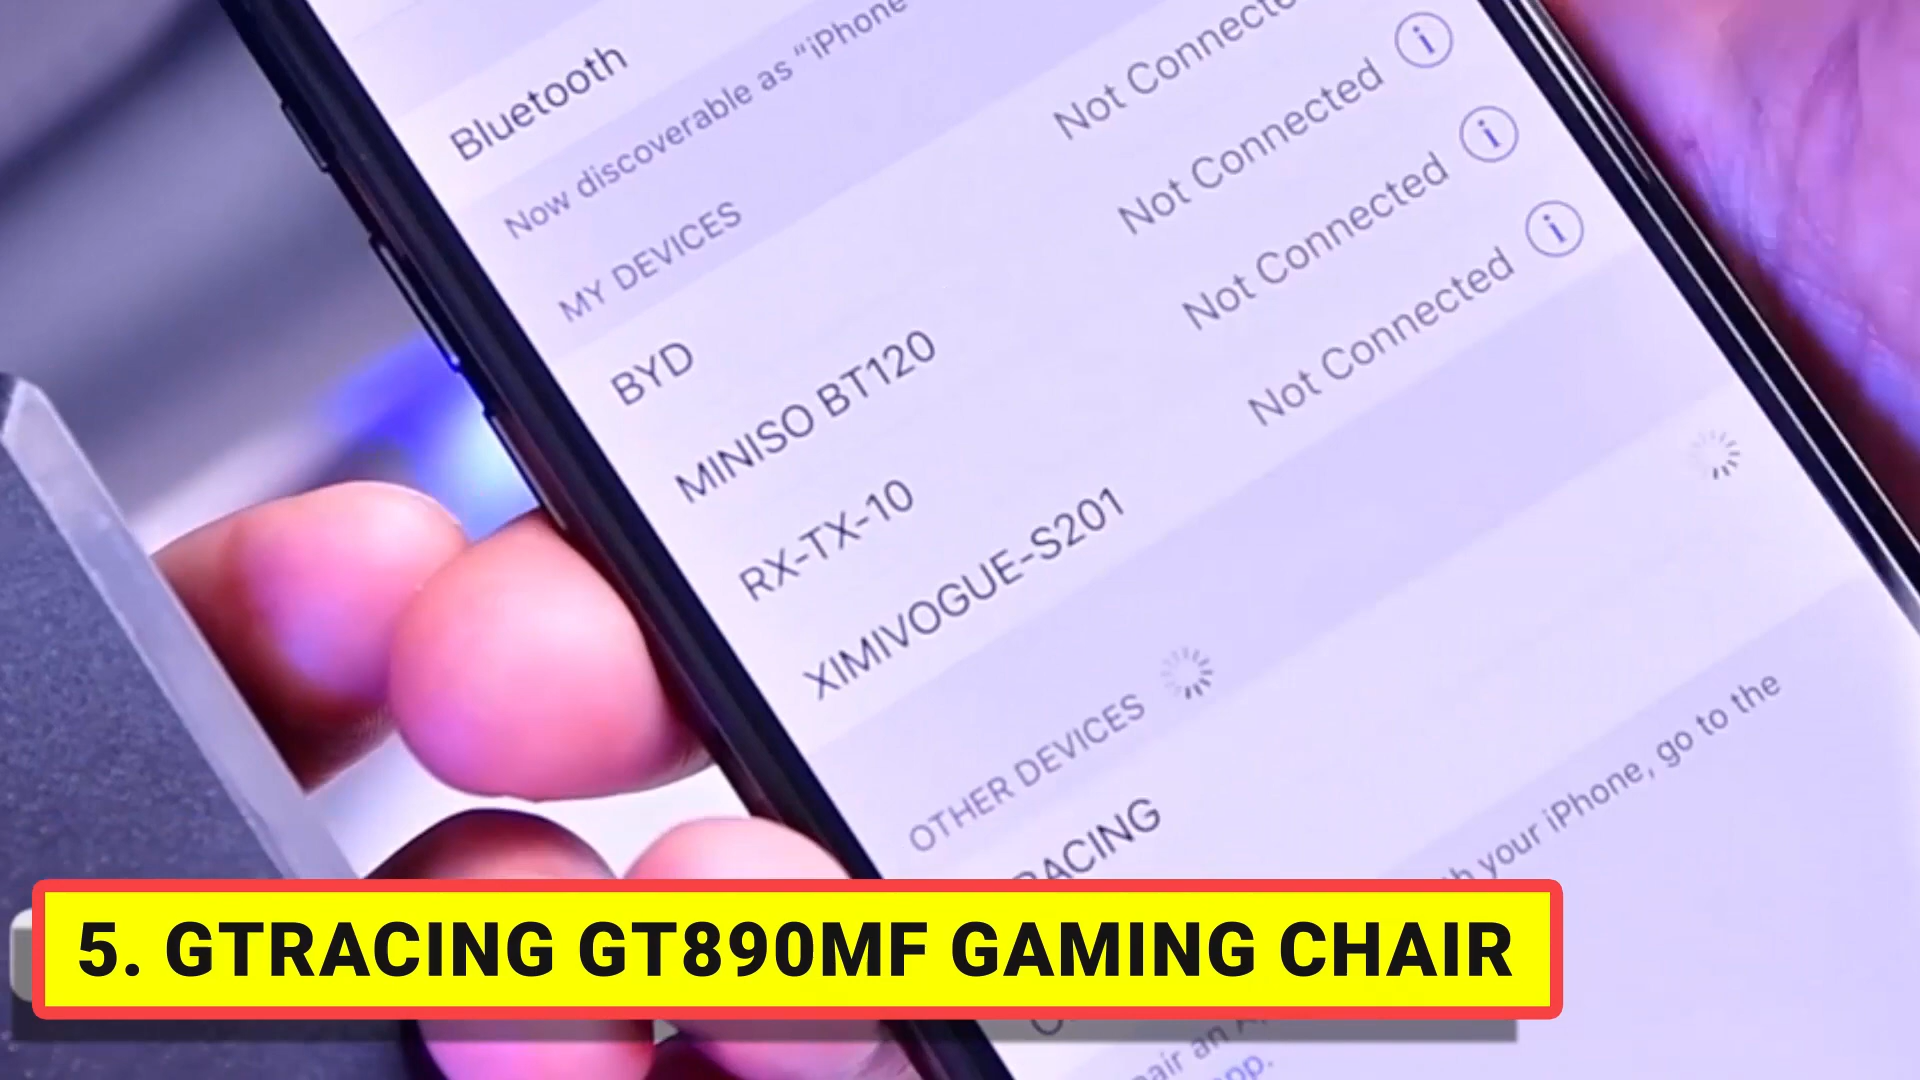 Bluetooth
Now discoverable as “iPhone
MY DEVICES
BYD Not Connected
MINISO BT120 Not Connected
RX-TX-10 Not Connected
XIMIVOGUE-S201 Not Connected
OTHER DEVICES
RACING
your iPhone, go to the
5. GTRACING GT890MF GAMING CHAIR